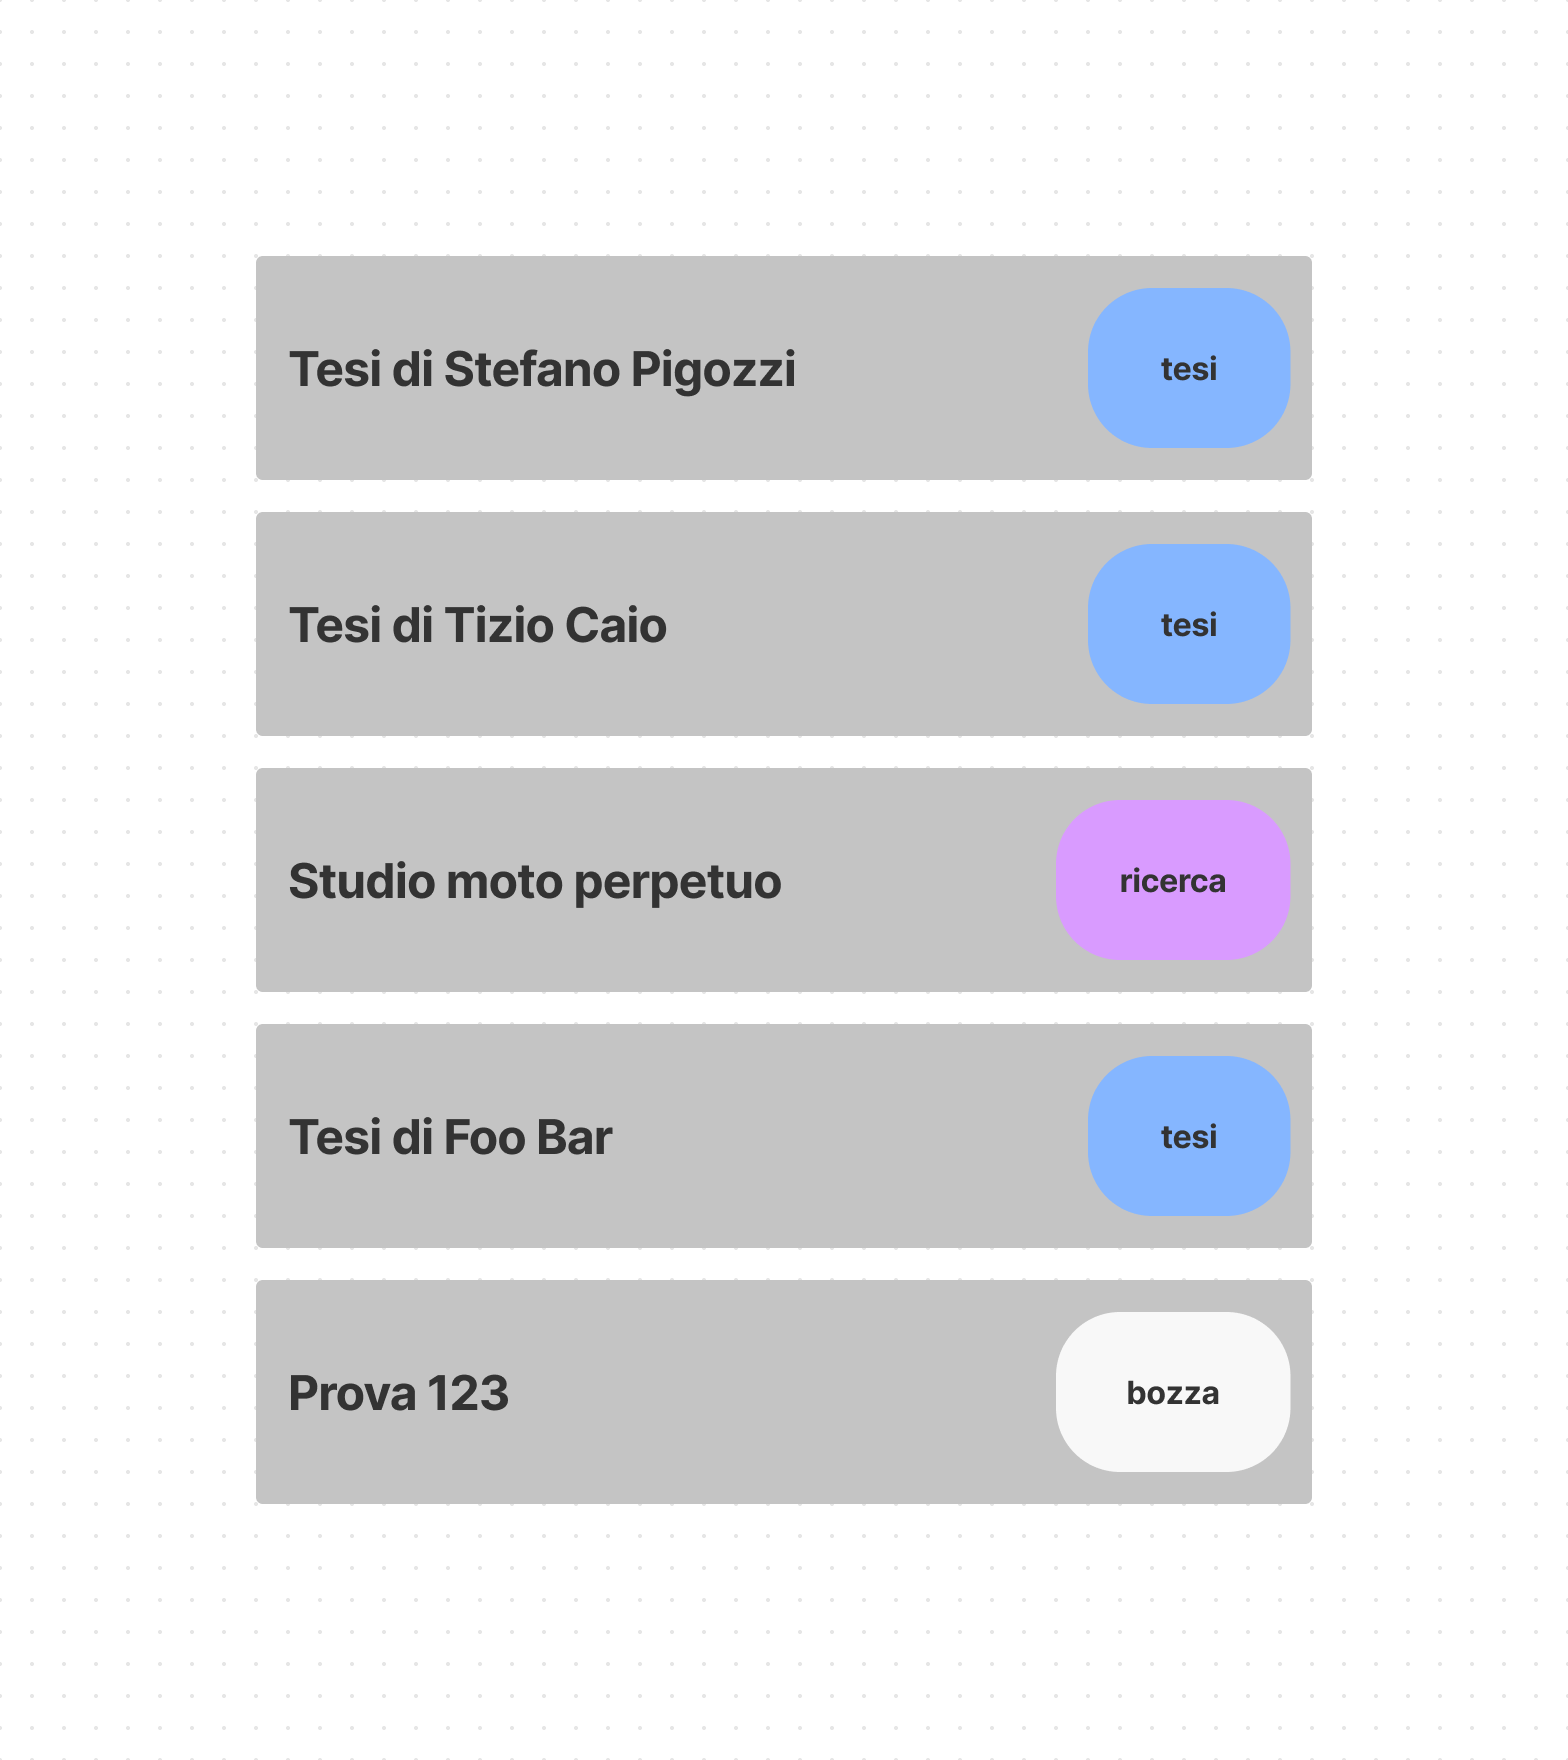 Tesi di Stefano Pigozzi
tesi
Tesi di Tizio Caio
tesi
Studio moto perpetuo
ricerca
Tesi di Foo Bar
tesi
Prova 123
bozza